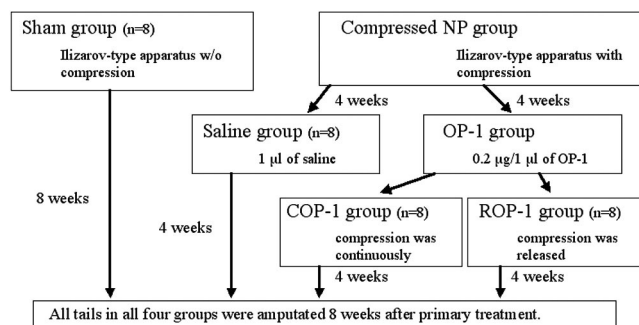 Sham group (n=8)
Ilizarov-type apparatus w/o
compression
Compressed NP group
Ilizarov-type apparatus with
compression
4 weeks
4 weeks
Saline group (n=8)
1 μl of saline
OP-1 group
0.2 μg/1 μl of OP-1
8 weeks
4 weeks
COP-1 group (n=8)
compression was
continuously
ROP-1 group (n=8)
compression was
released
4 weeks
4 weeks
All tails in all four groups were amputated 8 weeks after primary treatment.